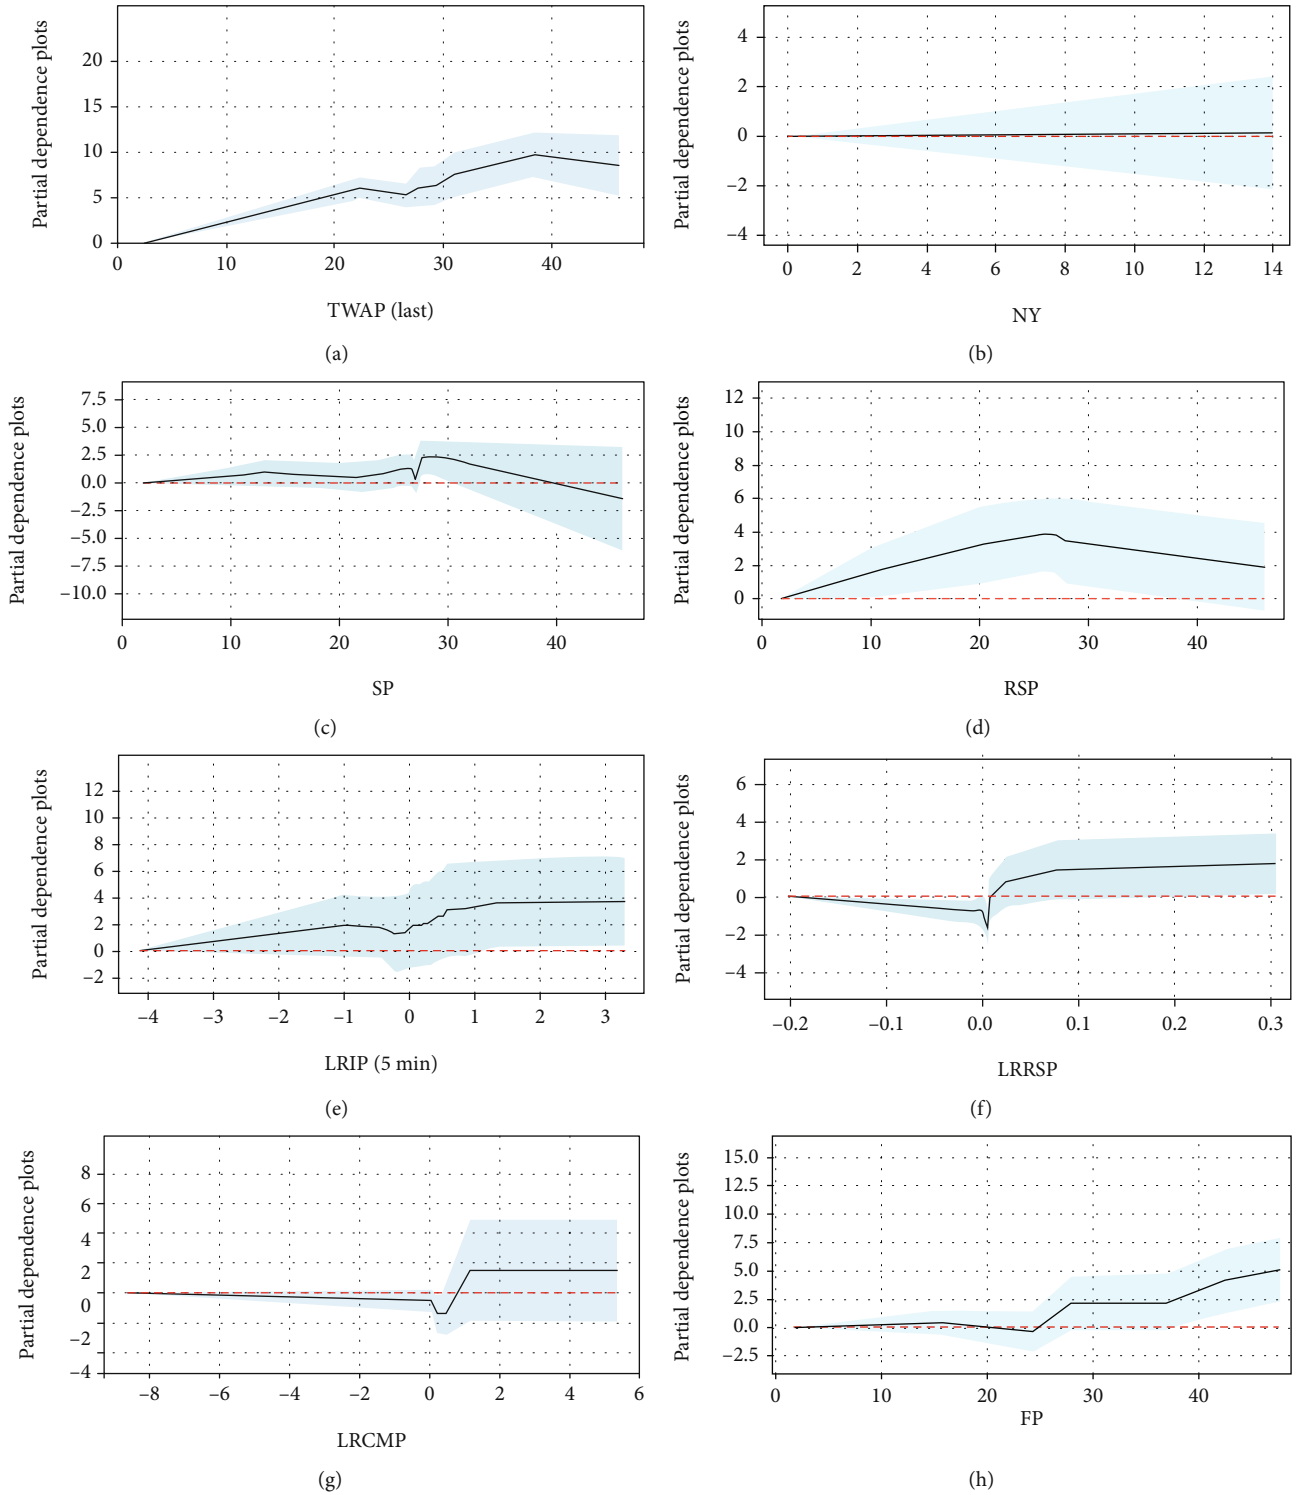 Partial dependence plots
20
15
10
5
0
0 10 20 30 40
TWAP (last)
(a)
Partial dependence plots
4
2
0
−2
−4
0 2 4 6 8 10 12 14
NY
(b)
Partial dependence plots
7.5
5.0
2.5
0.0
−2.5
−5.0
−7.5
−10.0
0 10 20 30 40
SP
(c)
Partial dependence plots
12
10
8
6
4
2
0
0 10 20 30 40
RSP
(d)
Partial dependence plots
12
10
8
6
4
2
0
−2
−4 −3 −2 −1 0 1 2 3
LRIP (5 min)
(e)
Partial dependence plots
6
4
2
0
−2
−4
−0.2 −0.1 0.0 0.1 0.2 0.3
LRRSP
(f)
Partial dependence plots
8
6
4
2
0
−2
−4
−8 −6 −4 −2 0 2 4 6
LRCMP
(g)
Partial dependence plots
15.0
12.5
10.0
7.5
5.0
2.5
0.0
−2.5
0 10 20 30 40
FP
(h)